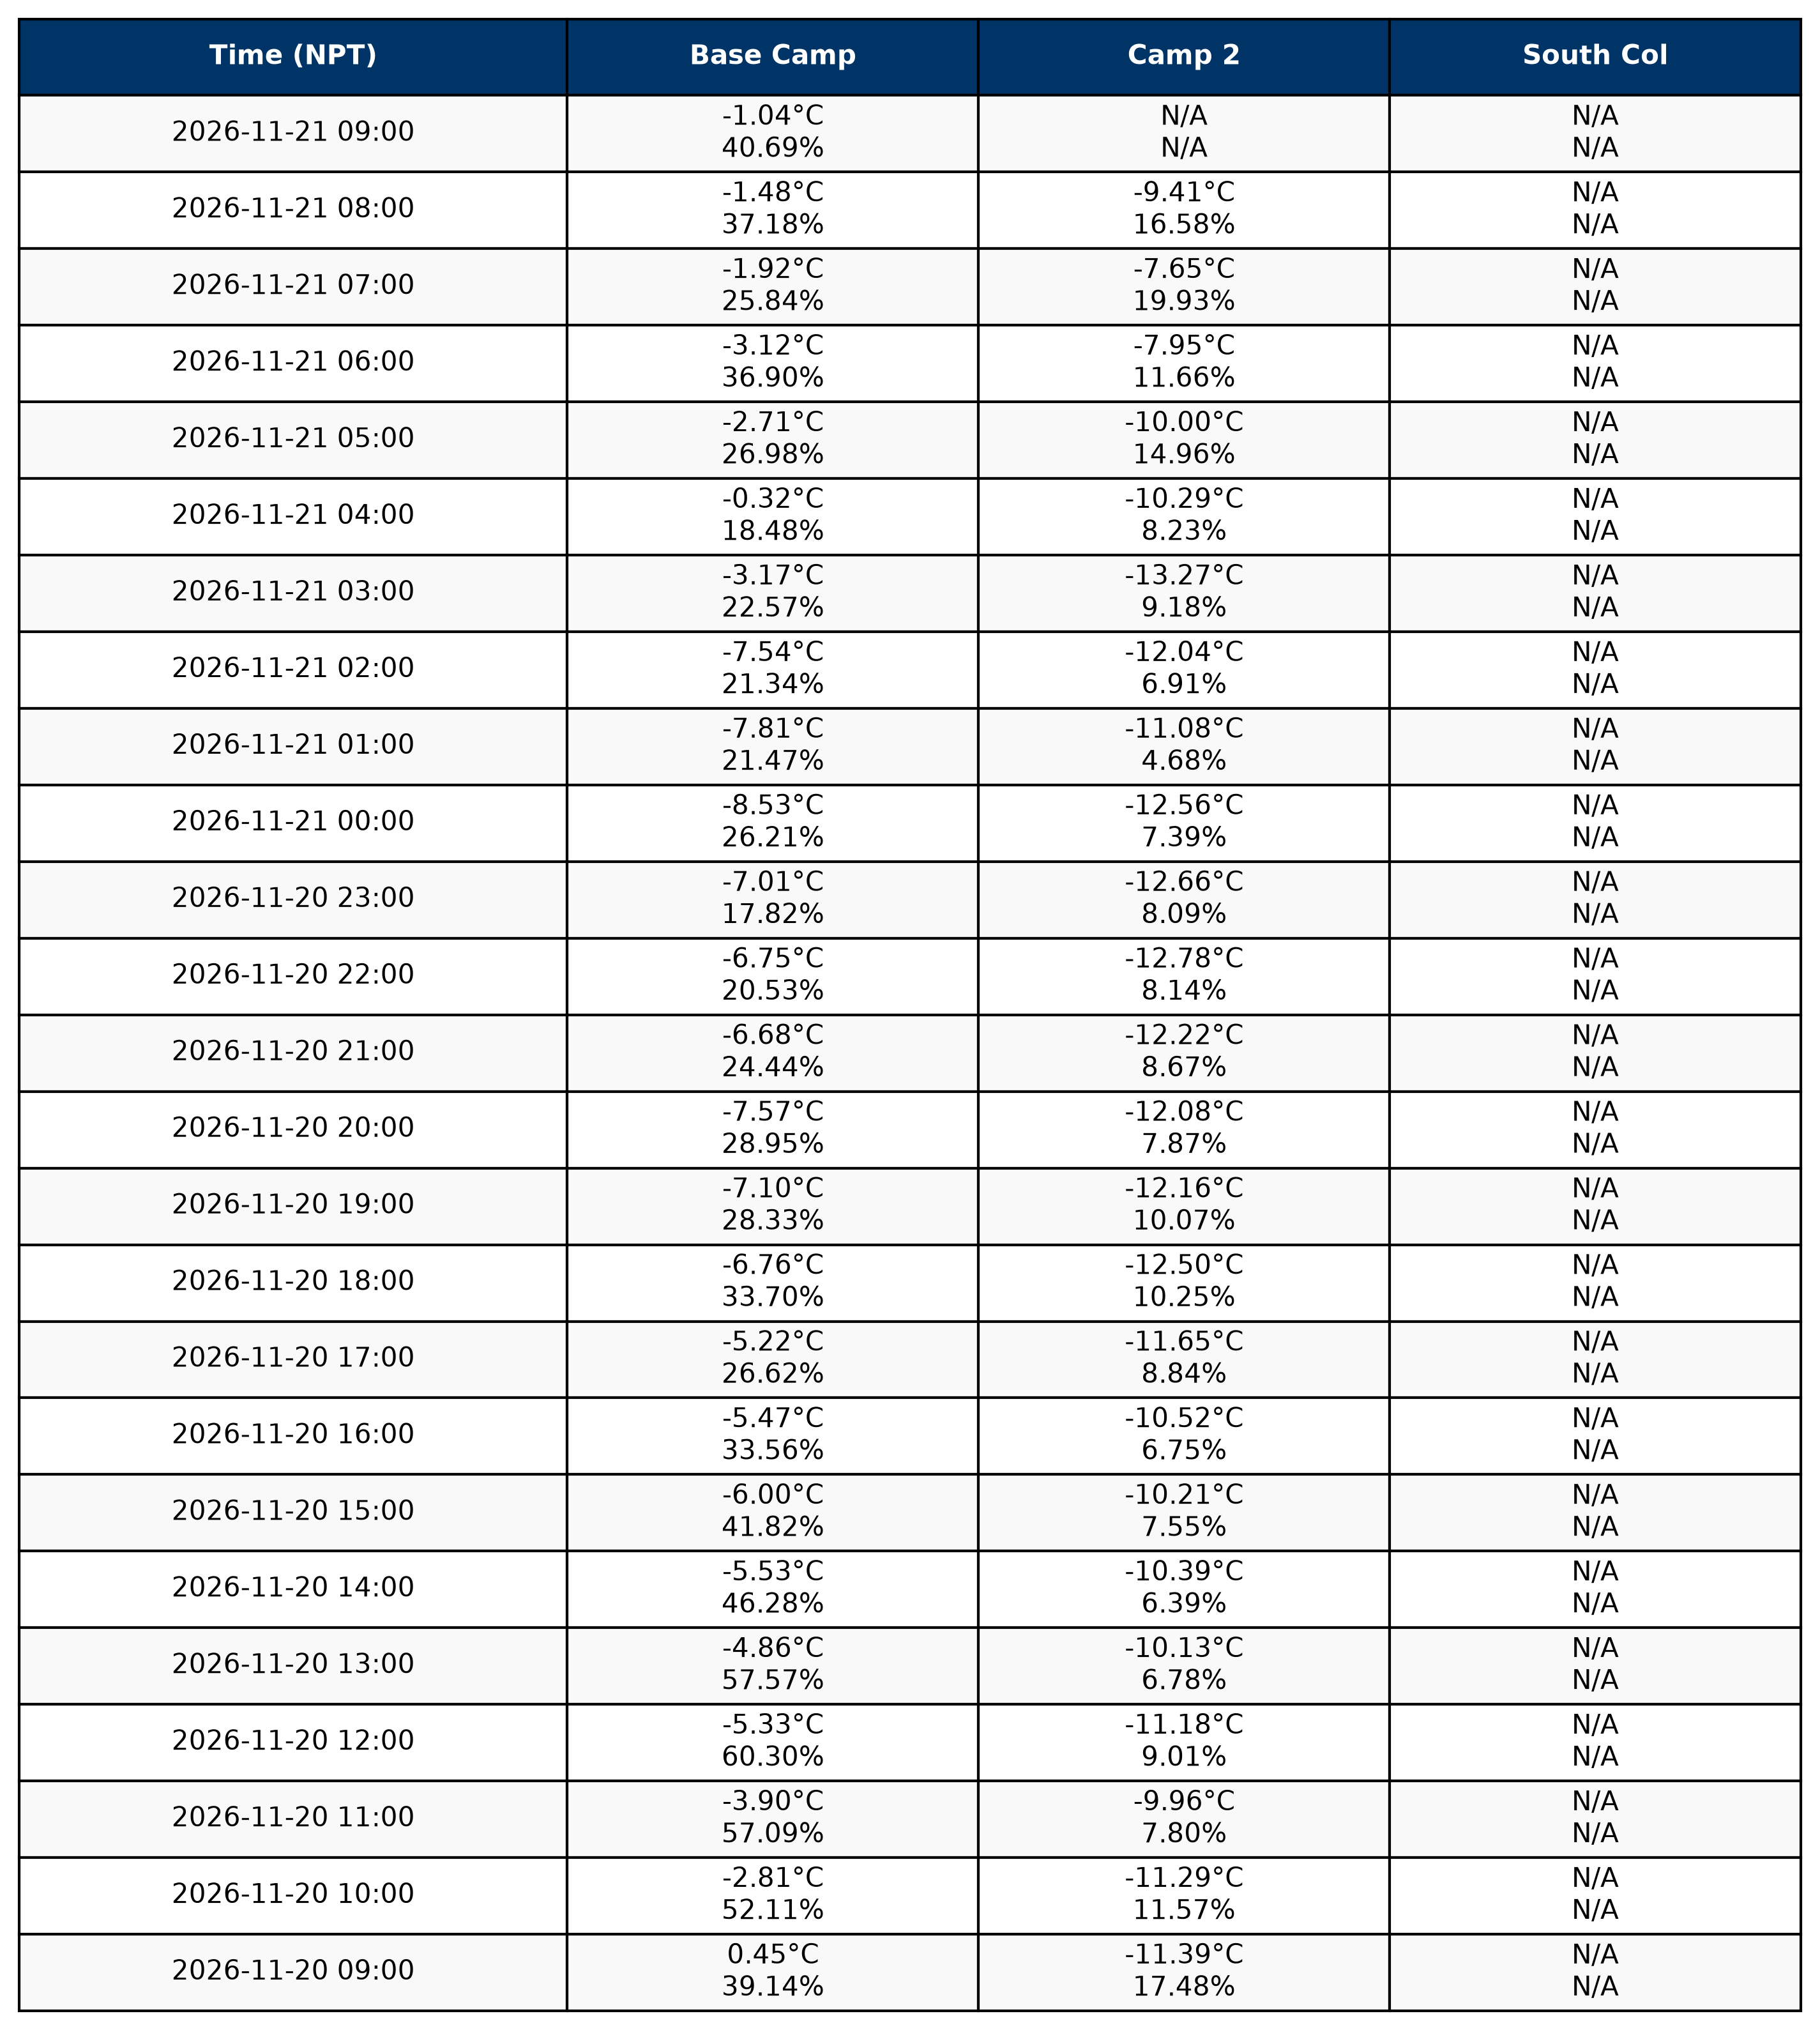 Time (NPT) Base Camp Camp 2 South Col
2026-11-21 09:00
-1.04°C N/A N/A
40.69% N/A N/A
2026-11-21 08:00
-1.48°C -9.41°C N/A
37.18% 16.58% N/A
2026-11-21 07:00
-1.92°C -7.65°C N/A
25.84% 19.93% N/A
2026-11-21 06:00
-3.12°C -7.95°C N/A
36.90% 11.66% N/A
2026-11-21 05:00
-2.71°C -10.00°C N/A
26.98% 14.96% N/A
2026-11-21 04:00
-0.32°C -10.29°C N/A
18.48% 8.23% N/A
2026-11-21 03:00
-3.17°C -13.27°C N/A
22.57% 9.18% N/A
2026-11-21 02:00
-7.54°C -12.04°C N/A
21.34% 6.91% N/A
2026-11-21 01:00
-7.81°C -11.08°C N/A
21.47% 4.68% N/A
2026-11-21 00:00
-8.53°C -12.56°C N/A
26.21% 7.39% N/A
2026-11-20 23:00
-7.01°C -12.66°C N/A
17.82% 8.09% N/A
2026-11-20 22:00
-6.75°C -12.78°C N/A
20.53% 8.14% N/A
2026-11-20 21:00
-6.68°C -12.22°C N/A
24.44% 8.67% N/A
2026-11-20 20:00
-7.57°C -12.08°C N/A
28.95% 7.87% N/A
2026-11-20 19:00
-7.10°C -12.16°C N/A
28.33% 10.07% N/A
2026-11-20 18:00
-6.76°C -12.50°C N/A
33.70% 10.25% N/A
2026-11-20 17:00
-5.22°C -11.65°C N/A
26.62% 8.84% N/A
2026-11-20 16:00
-5.47°C -10.52°C N/A
33.56% 6.75% N/A
2026-11-20 15:00
-6.00°C -10.21°C N/A
41.82% 7.55% N/A
2026-11-20 14:00
-5.53°C -10.39°C N/A
46.28% 6.39% N/A
2026-11-20 13:00
-4.86°C -10.13°C N/A
57.57% 6.78% N/A
2026-11-20 12:00
-5.33°C -11.18°C N/A
60.30% 9.01% N/A
2026-11-20 11:00
-3.90°C -9.96°C N/A
57.09% 7.80% N/A
2026-11-20 10:00
-2.81°C -11.29°C N/A
52.11% 11.57% N/A
2026-11-20 09:00
0.45°C -11.39°C N/A
39.14% 17.48% N/A